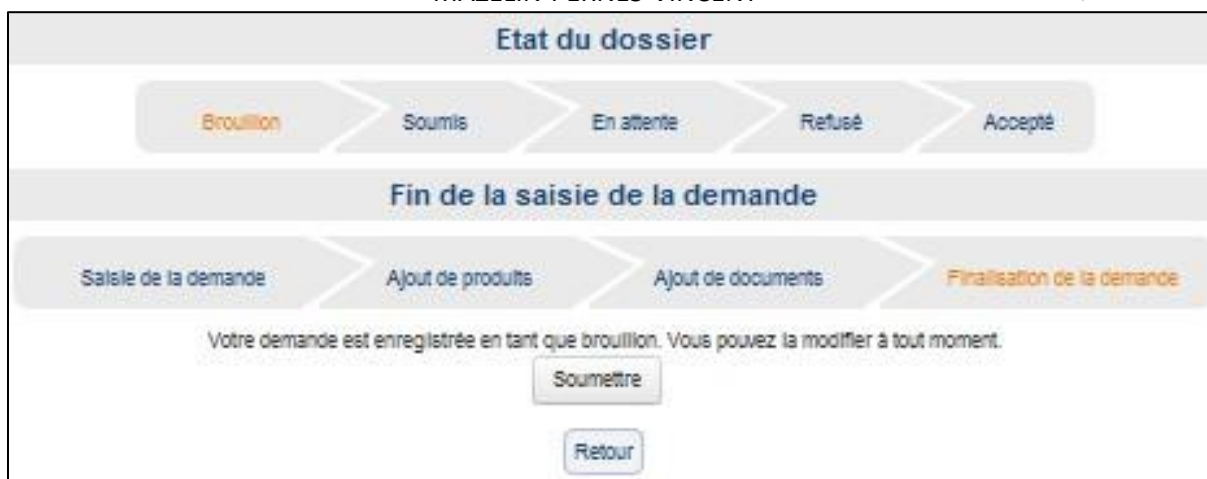 Etat du dossier
Brouillon Soumis En attente Refusé Accepté
Fin de la saisie de la demande
Saisie de la demande Ajout de produits Ajout de documents Finalisation de la demande
Votre demande est enregistrée en tant que brouillon. Vous pouvez la modifier à tout moment.
Soumettre
Retour